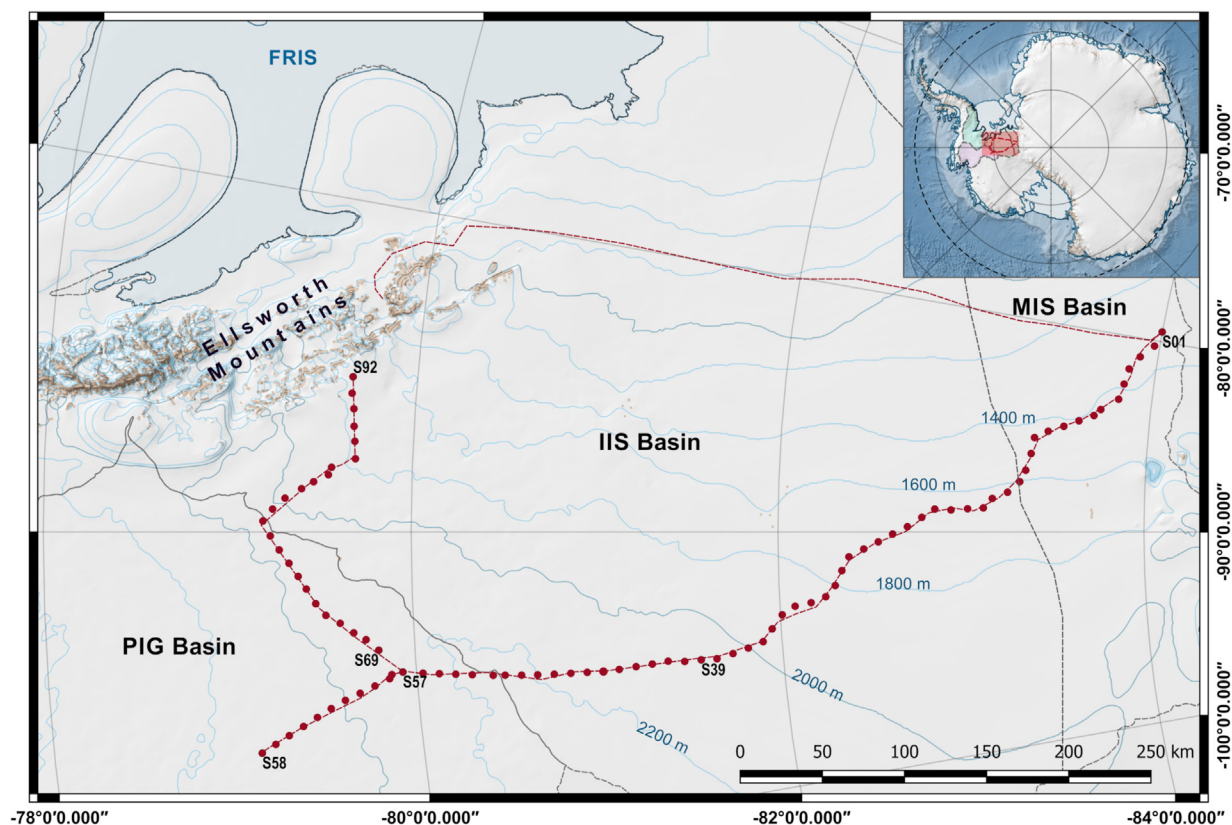 FRIS
-70°0'0.000"
MIS Basin
Ellsworth
Mountains
S01
-80°0'0.000"
S92
1400 m
IIS Basin
1600 m
-90°0'0.000"
1800 m
PIG Basin
S69
S57
S39
2000 m
2200 m
-100°0'0.000"
S58
0 50 100 150 200 250 km
-78°0'0.000" -80°0'0.000" -82°0'0.000" -84°0'0.000"